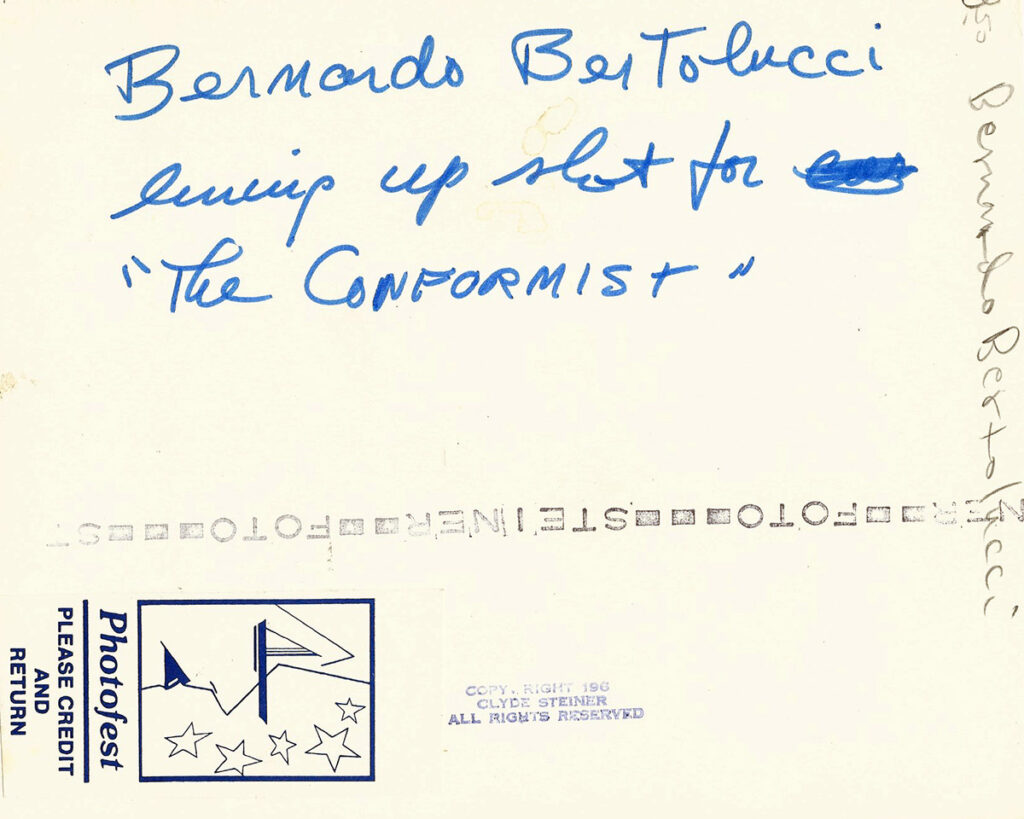 Bernardo Bertolucci
lining up shot for
"The CONFORMIST"
Bernardo Bertolucci
FOTO STEINER FOTO STEINER
Photofest
PLEASE CREDIT
AND
RETURN
COPY. RIGHT 196
CLYDE STEINER
ALL RIGHTS RESERVED